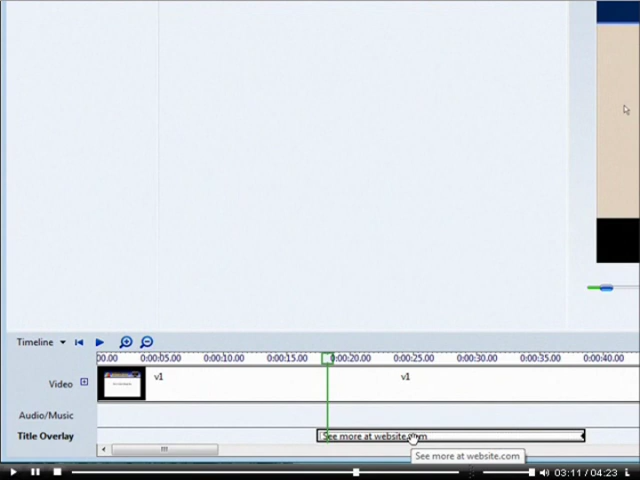 Timeline
00.00 0:00:05.00 0:00:10.00 0:00:15.00 0:00:20.00 0:00:25.00 0:00:30.00 0:00:35.00 0:00:40.00
Video v1 v1
Audio/Music
Title Overlay See more at website.com
See more at website.com
03:11 / 04:23